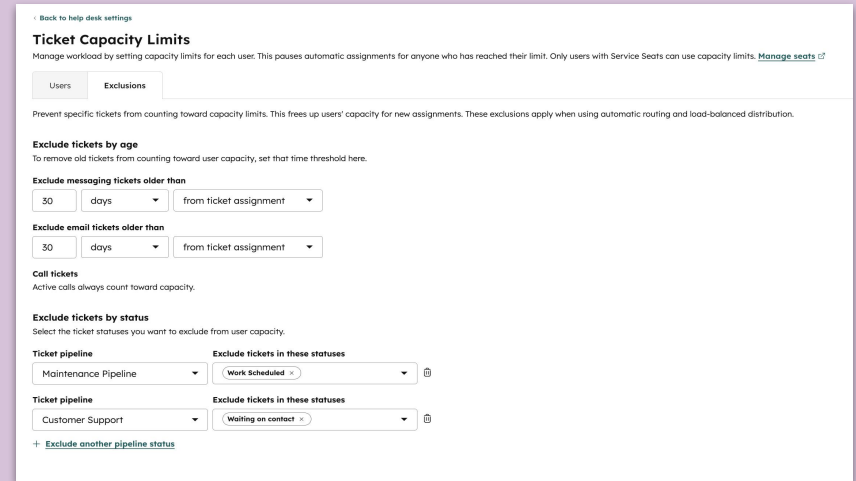 ‹ Back to help desk settings
Ticket Capacity Limits
Manage workload by setting capacity limits for each user. This pauses automatic assignments for anyone who has reached their limit. Only users with Service Seats can use capacity limits. Manage seats
Users Exclusions
Prevent specific tickets from counting toward capacity limits. This frees up users' capacity for new assignments. These exclusions apply when using automatic routing and load-balanced distribution.
Exclude tickets by age
To remove old tickets from counting toward user capacity, set that time threshold here.
Exclude messaging tickets older than
30 days from ticket assignment
Exclude email tickets older than
30 days from ticket assignment
Call tickets
Active calls always count toward capacity.
Exclude tickets by status
Select the ticket statuses you want to exclude from user capacity.
Ticket pipeline Exclude tickets in these statuses
Maintenance Pipeline Work Scheduled ×
Ticket pipeline Exclude tickets in these statuses
Customer Support Waiting on contact ×
+ Exclude another pipeline status